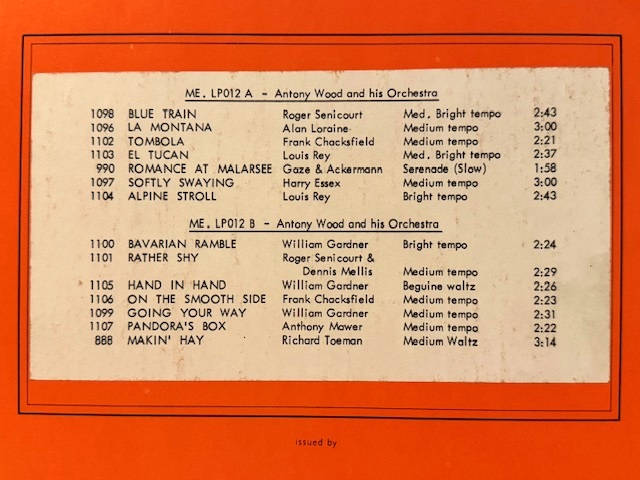 ME. LP012 A - Antony Wood and his Orchestra
1098 BLUE TRAIN Roger Senicourt Med. Bright tempo 2:43
1096 LA MONTANA Alan Loraine Medium tempo 3:00
1102 TOMBOLA Frank Chacksfield Medium tempo 2:21
1103 EL TUCAN Louis Rey Med. Bright tempo 2:37
990 ROMANCE AT MALARSEE Gaze & Ackermann Serenade (Slow) 1:58
1097 SOFTLY SWAYING Harry Essex Medium tempo 3:00
1104 ALPINE STROLL Louis Rey Bright tempo 2:43
ME. LP012 B - Antony Wood and his Orchestra
1100 BAVARIAN RAMBLE William Gardner Bright tempo 2:24
1101 RATHER SHY Roger Senicourt &
Dennis Mellis Medium tempo 2:29
1105 HAND IN HAND William Gardner Beguine waltz 2:26
1106 ON THE SMOOTH SIDE Frank Chacksfield Medium tempo 2:23
1099 GOING YOUR WAY William Gardner Medium tempo 2:31
1107 PANDORA'S BOX Anthony Mawer Medium tempo 2:22
888 MAKIN' HAY Richard Toeman Medium Waltz 3:14
issued by